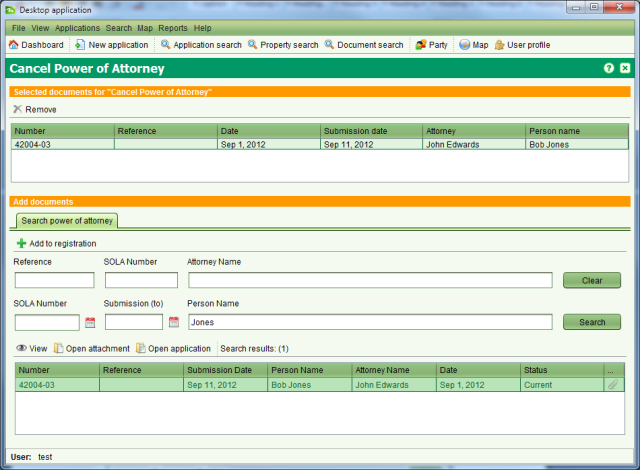 Desktop application
File View Applications Search Map Reports Help
Dashboard New application Application search Property search Document search Party Map User profile
Cancel Power of Attorney
Selected documents for "Cancel Power of Attorney"
Remove
Number Reference Date Submission date Attorney Person name
42004-03 Sep 1, 2012 Sep 11, 2012 John Edwards Bob Jones
Add documents
Search power of attorney
Add to registration
Reference SOLA Number Attorney Name
Clear
SOLA Number Submission (to) Person Name
Jones Search
View Open attachment Open application Search results: (1)
Number Reference Submission Date Person Name Attorney Name Date Status ...
42004-03 Sep 11, 2012 Bob Jones John Edwards Sep 1, 2012 Current
User: test